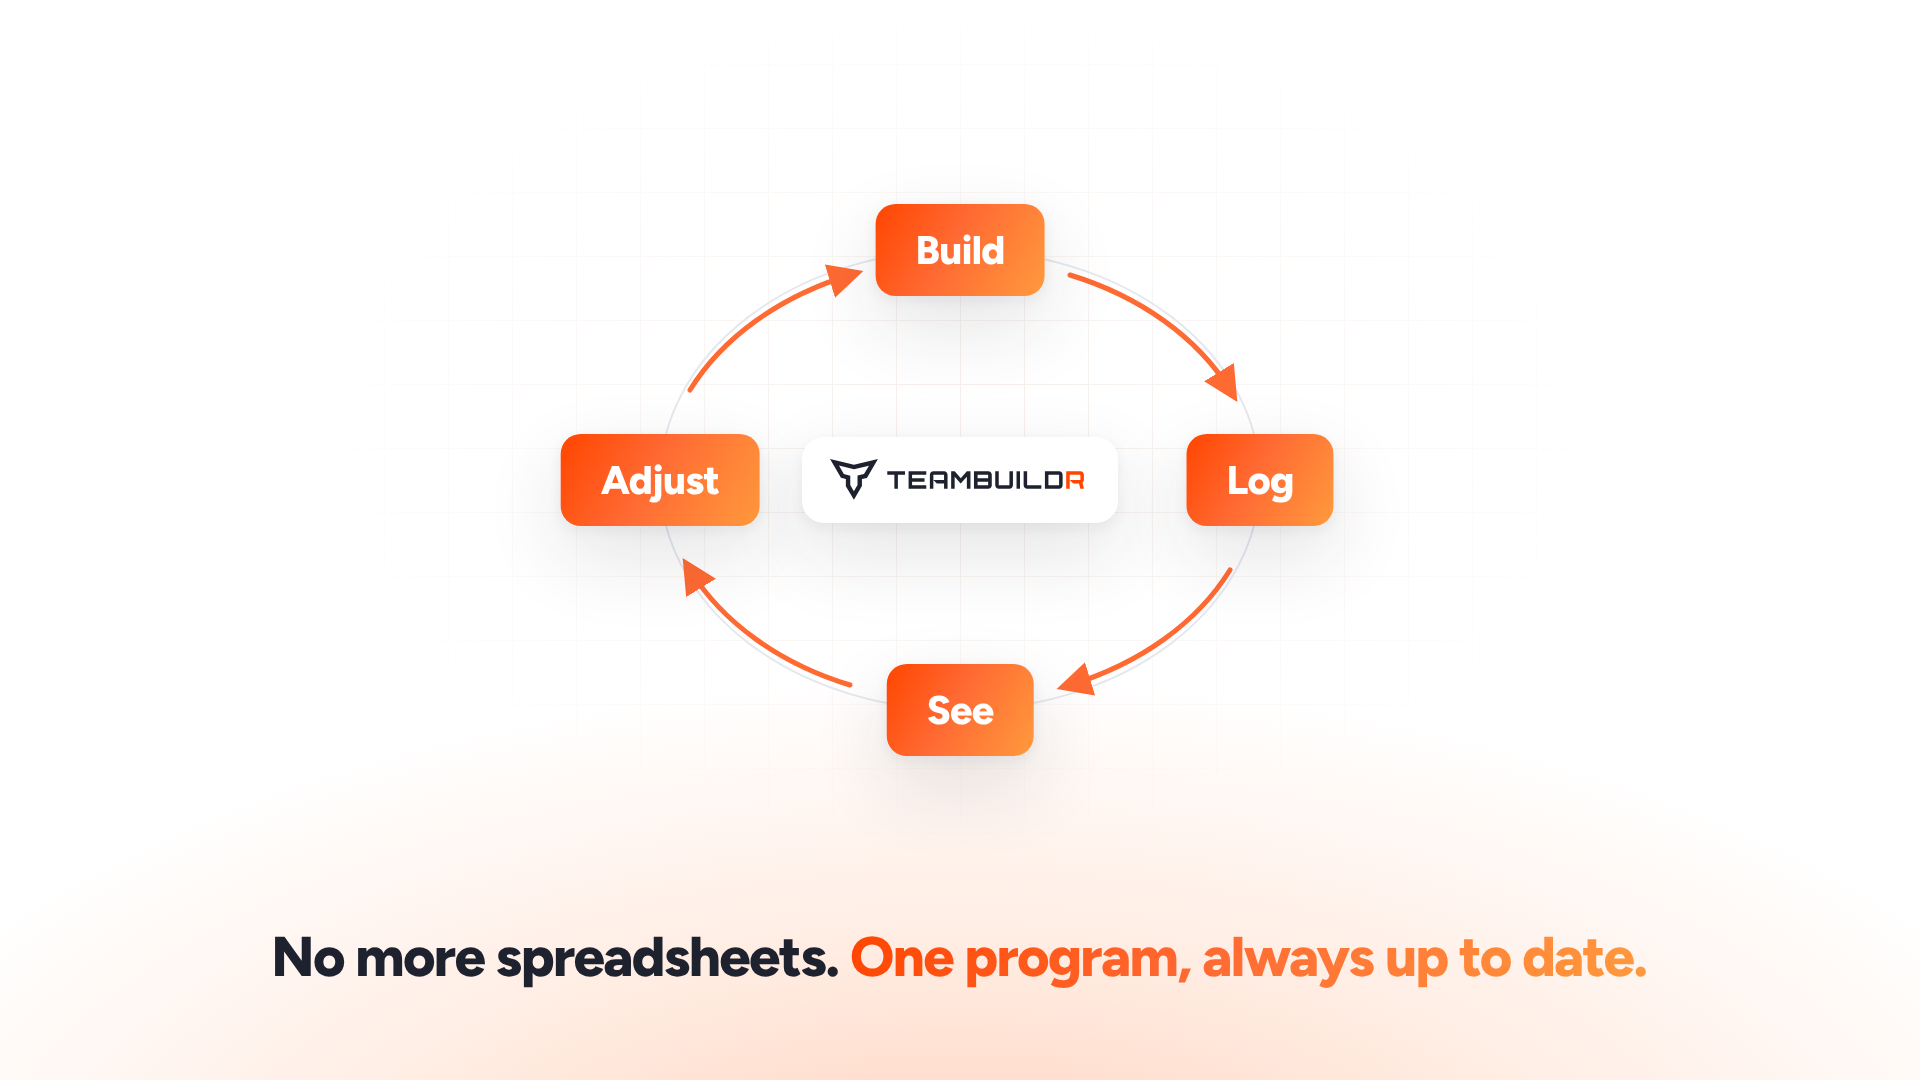 Build
Adjust
TEAMBUILDR
Log
See
No more spreadsheets. One program, always up to date.